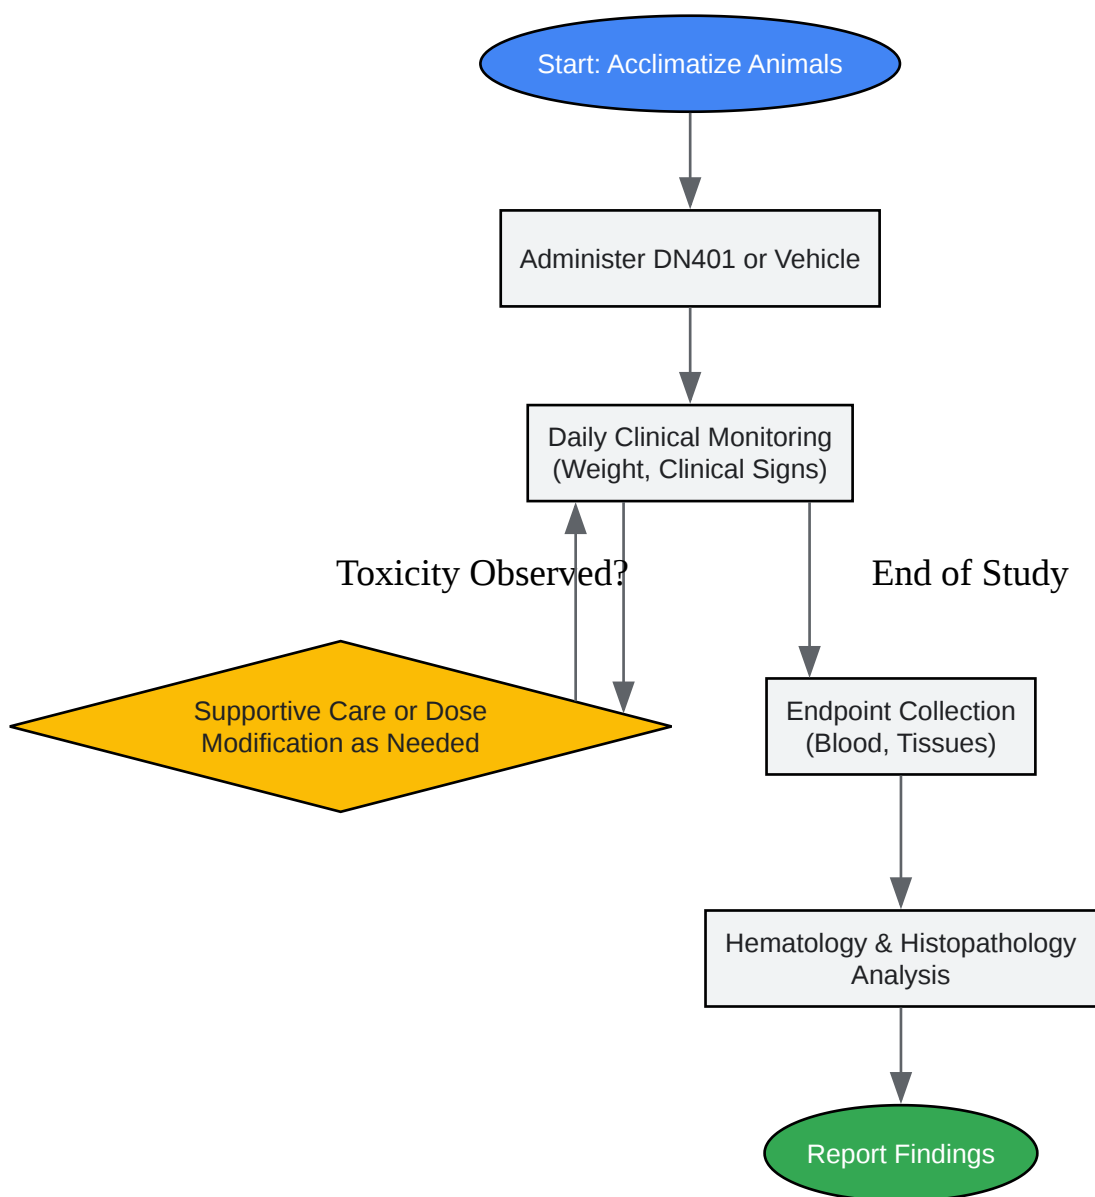 Start: Acclimatize Animals
Administer DN401 or Vehicle
Daily Clinical Monitoring
(Weight, Clinical Signs)
Toxicity Observed?
End of Study
Supportive Care or Dose
Modification as Needed
Endpoint Collection
(Blood, Tissues)
Hematology & Histopathology
Analysis
Report Findings